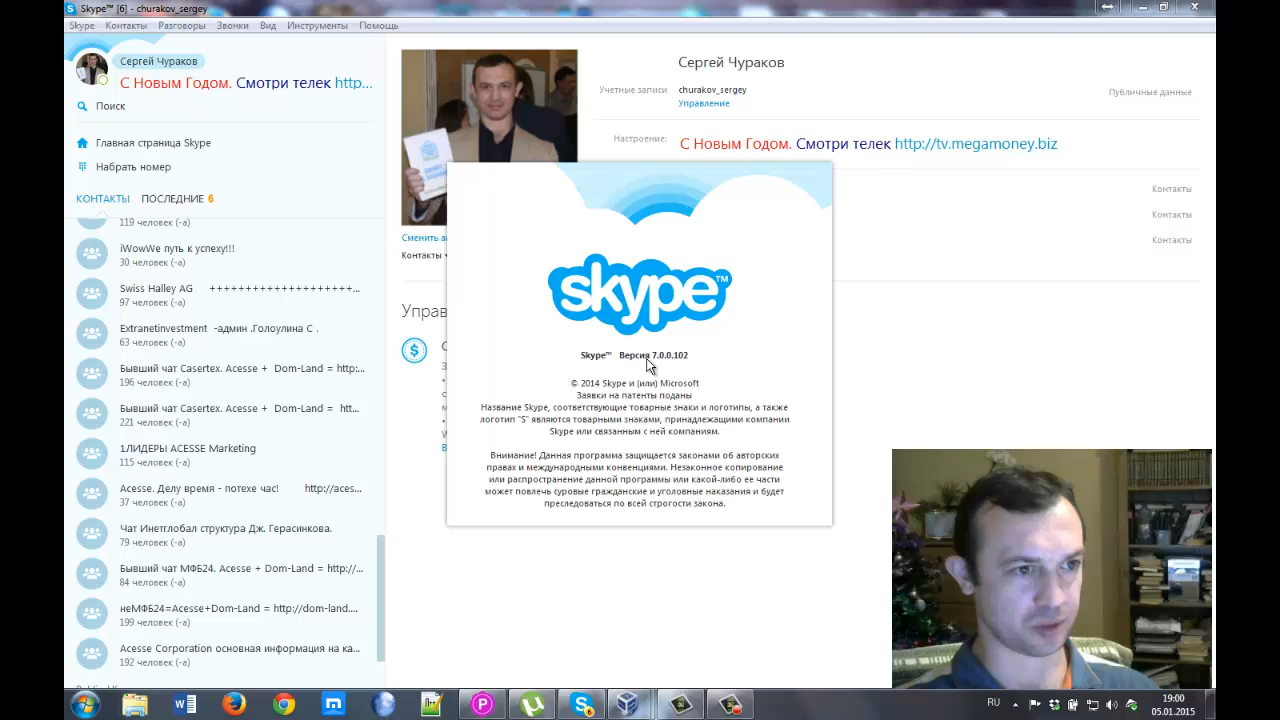 Skype™ [6] - churakov_sergey
Skype Контакты Разговоры Звонки Вид Инструменты Помощь
Сергей Чураков
С Новым Годом. Смотри телек http...
Поиск
Главная страница Skype
Набрать номер
КОНТАКТЫ ПОСЛЕДНИЕ 6
119 человек (-а)
iWowWe путь к успеху!!!
30 человек (-а)
Swiss Halley AG ++++++++++++++++++++...
97 человек (-а)
Extranetinvestment -админ .Голоулина С .
63 человек (-а)
Бывший чат Casertex. Acesse + Dom-Land = http:...
196 человек (-а)
Бывший чат Casertex. Acesse + Dom-Land = htt...
221 человек (-а)
1ЛИДЕРЫ ACESSE Marketing
115 человек (-а)
Acesse. Делу время - потехе час! http://aces...
37 человек (-а)
Чат Инетглобал структура Дж. Герасинкова.
79 человек (-а)
Бывший чат МФБ24. Acesse + Dom-Land = http://...
84 человек (-а)
неМФБ24=Acesse+Dom-Land = http://dom-land....
199 человек (-а)
Acesse Corporation основная информация на ка...
192 человек (-а)
Сергей Чураков
Учетные записи churakov_sergey
Управление
Публичные данные
Настроение: С Новым Годом. Смотри телек http://tv.megamoney.biz
Контакты
Контакты
Контакты
Сменить
Контакты
Управ
skype™
Skype™ Версия 7.0.0.102
© 2014 Skype и (или) Microsoft
Заявки на патенты поданы
Название Skype, соответствующие товарные знаки и логотипы, а также
логотип "S" являются товарными знаками, принадлежащими компании
Skype или связанным с ней компаниям.
Внимание! Данная программа защищается законами об авторских
правах и международными конвенциями. Незаконное копирование
или распространение данной программы или какой-либо ее части
может повлечь суровые гражданские и уголовные наказания и будет
преследоваться по всей строгости закона.
RU
19:00
05.01.2015